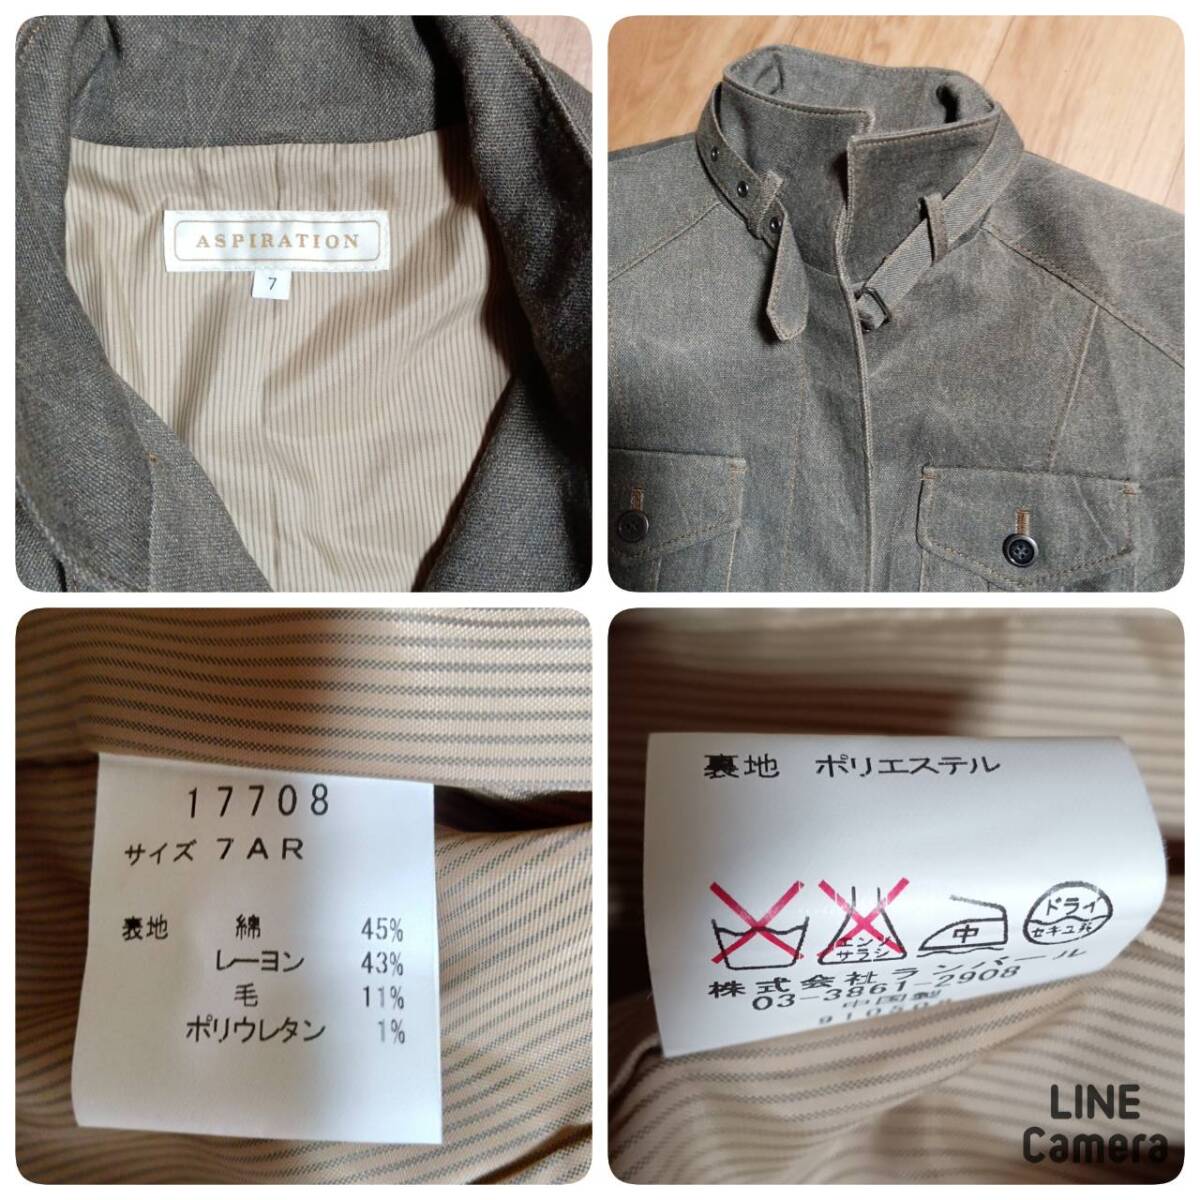 ASPIRATION
7
17708
サイズ 7AR
表地 綿 45%
レーヨン 43%
毛 11%
ポリウレタン 1%
裏地 ポリエステル
エンソ
サラシ
中
ドライ
セキユ系
株式会社ランバール
03-3861-2908
中国製
LINE
Camera